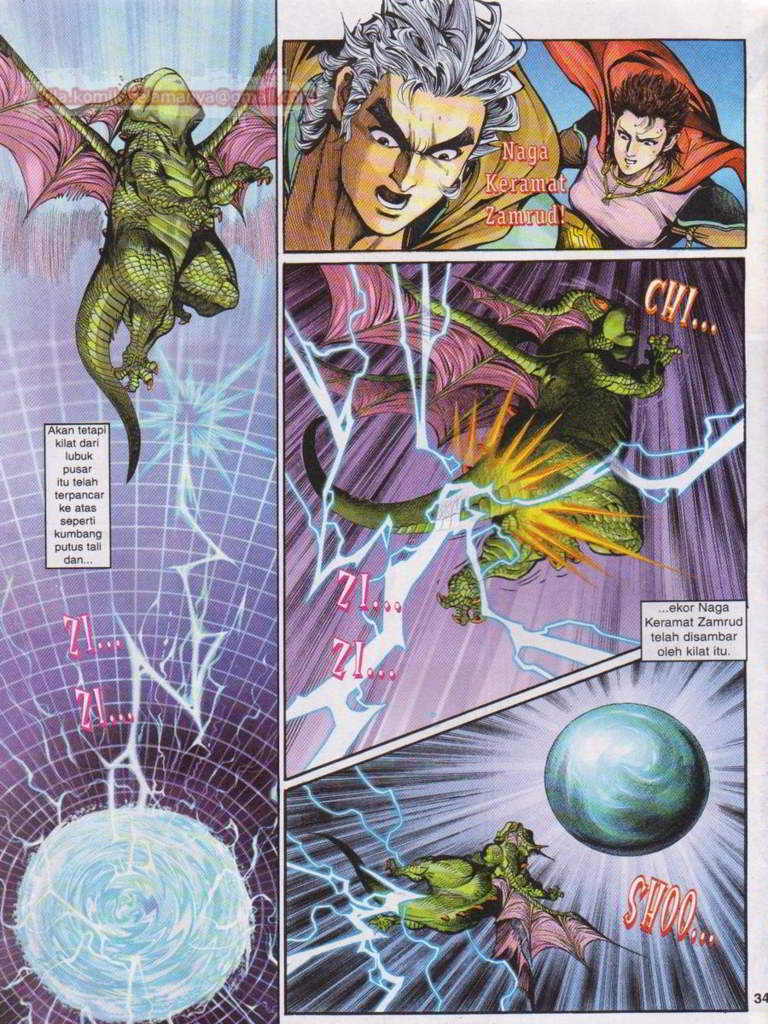 Naga
Keramat
Zamrud!
Akan tetapi
kilat dari
lubuk
pusar
itu telah
terpancar
ke atas
seperti
kumbang
putus tali
dan...
ZI...
ZI...
CHI...
ZI...
ZI...
...ekor Naga
Keramat Zamrud
telah disambar
oleh kilat itu.
SHOO...
34